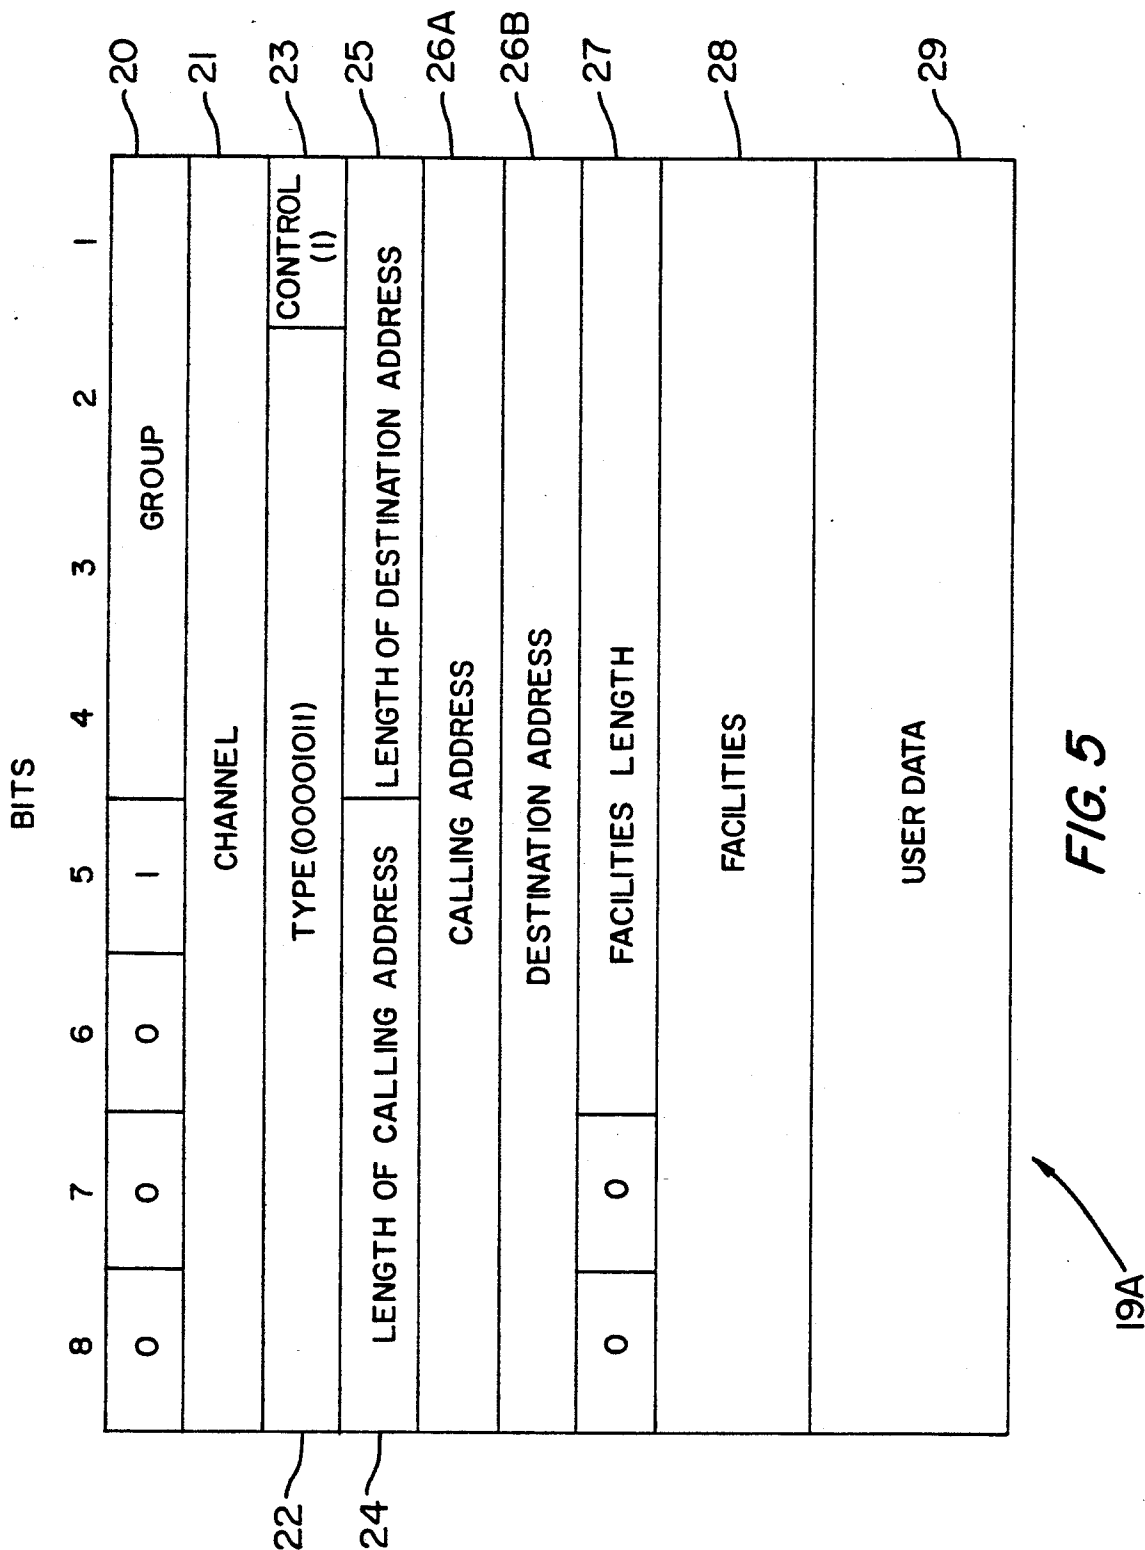 BITS
8 7 6 5 4 3 2 1
0 0 0 1 GROUP 20
CHANNEL 21
22 TYPE (00001011) CONTROL (1) 23
24 LENGTH OF CALLING ADDRESS LENGTH OF DESTINATION ADDRESS 25
CALLING ADDRESS 26A
DESTINATION ADDRESS 26B
0 0 FACILITIES LENGTH 27
FACILITIES 28
USER DATA 29
19A
FIG. 5